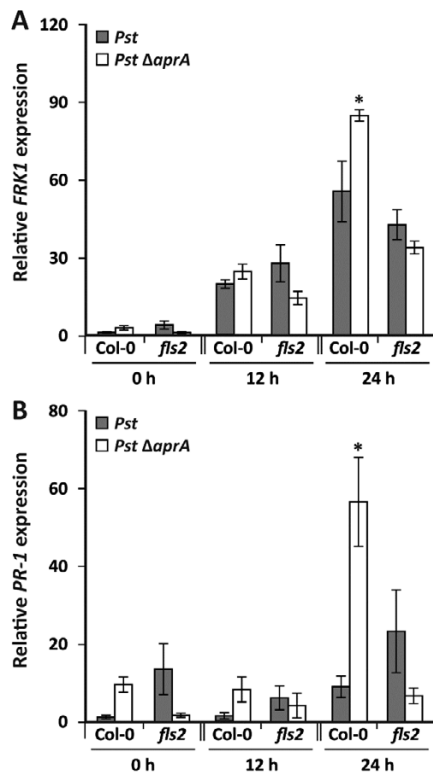 A
120
Pst
Pst ΔaprA
90
*
60
30
0
Relative FRK1 expression
Col-0 fls2 Col-0 fls2 Col-0 fls2
0 h 12 h 24 h
B
80
Pst
Pst ΔaprA
60
*
40
20
0
Relative PR-1 expression
Col-0 fls2 Col-0 fls2 Col-0 fls2
0 h 12 h 24 h